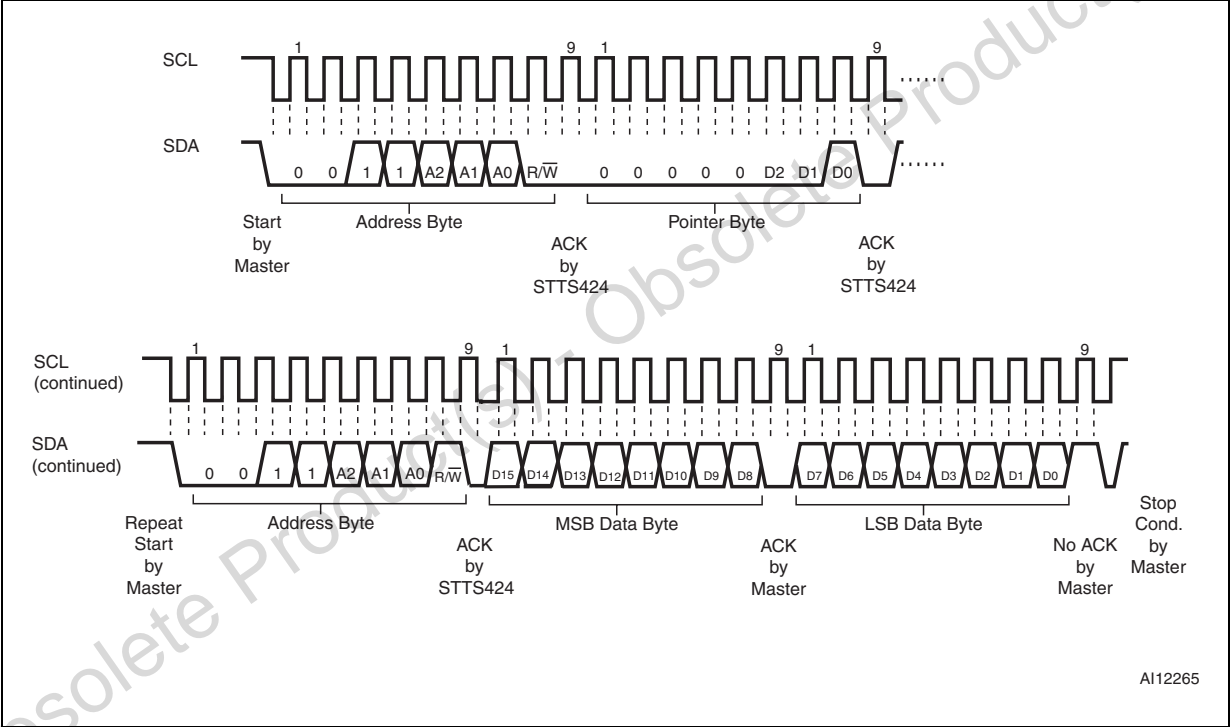 1 9 1 9
SCL
SDA
0 0 1 1 A2 A1 A0 R/W 0 0 0 0 0 D2 D1 D0
Start by Master
Address Byte
Pointer Byte
ACK by STTS424
ACK by STTS424
1 9 1 9 1 9
SCL (continued)
SDA (continued)
0 0 1 1 A2 A1 A0 R/W D15 D14 D13 D12 D11 D10 D9 D8 D7 D6 D5 D4 D3 D2 D1 D0
Repeat Start by Master
Address Byte
ACK by STTS424
MSB Data Byte
ACK by Master
LSB Data Byte
No ACK by Master
Stop Cond. by Master
AI12265
Obsolete Product(s) - Obsolete Product